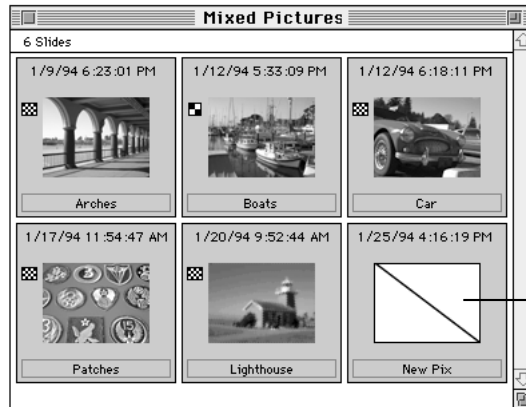 Mixed Pictures
6 Slides
1/9/94 6:23:01 PM
1/12/94 5:33:09 PM
1/12/94 6:18:11 PM
Arches
Boats
Car
1/17/94 11:54:47 AM
1/20/94 9:52:44 AM
1/25/94 4:16:19 PM
Patches
Lighthouse
New Pix